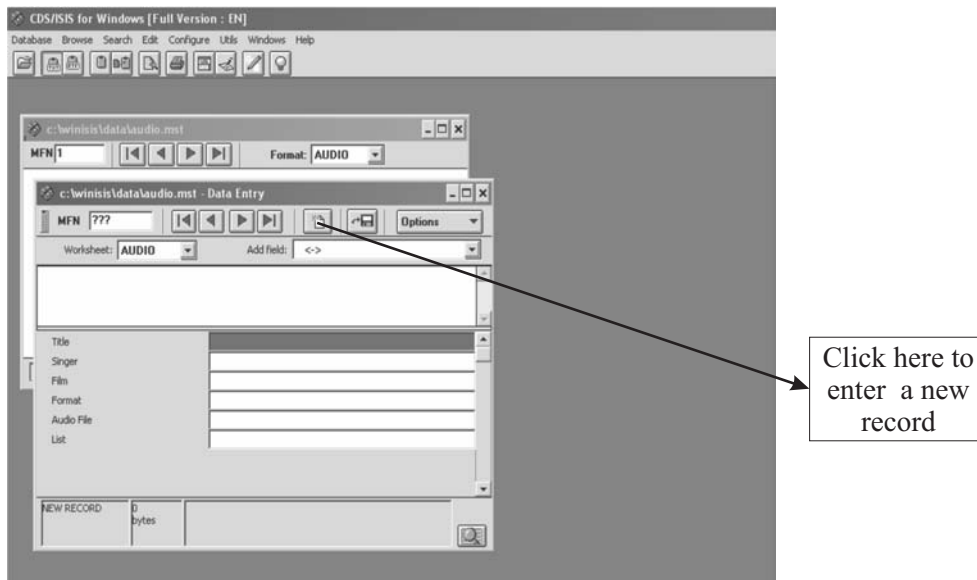 CDS/ISIS for Windows [Full Version : EN]
Database Browse Search Edit Configure Utils Windows Help
c:\winisis\data\audio.mst
MFN 1 Format: AUDIO
c:\winisis\data\audio.mst - Data Entry
MFN ??? Options
Worksheet: AUDIO Add field: <->
Title
Singer
Film
Format
Audio File
List
NEW RECORD 0
bytes
Click here to
enter a new
record